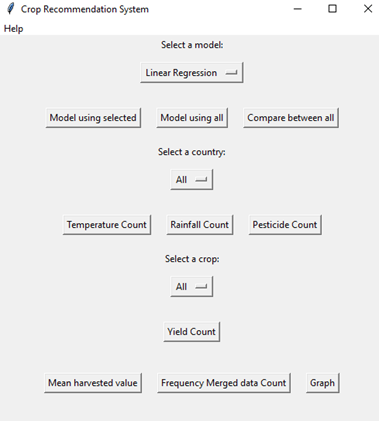 Crop Recommendation System
Help
Select a model:
Linear Regression
Model using selected Model using all Compare between all
Select a country:
All
Temperature Count Rainfall Count Pesticide Count
Select a crop:
All
Yield Count
Mean harvested value Frequency Merged data Count Graph